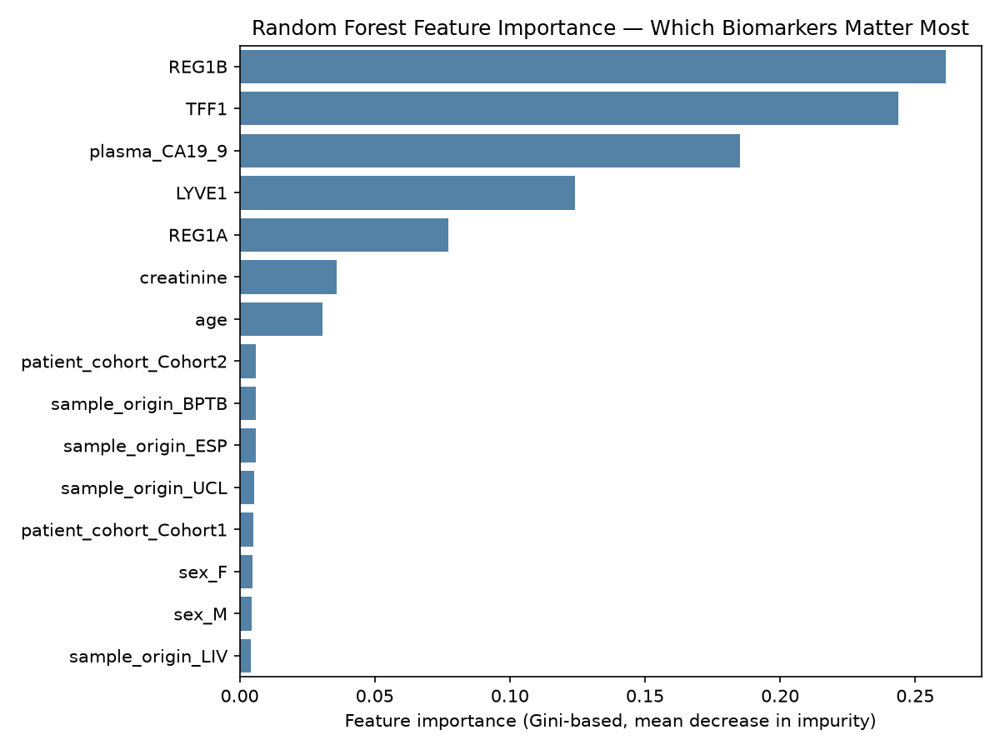 Random Forest Feature Importance — Which Biomarkers Matter Most
REG1B
TFF1
plasma_CA19_9
LYVE1
REG1A
creatinine
age
patient_cohort_Cohort2
sample_origin_BPTB
sample_origin_ESP
sample_origin_UCL
patient_cohort_Cohort1
sex_F
sex_M
sample_origin_LIV
0.00 0.05 0.10 0.15 0.20 0.25
Feature importance (Gini-based, mean decrease in impurity)